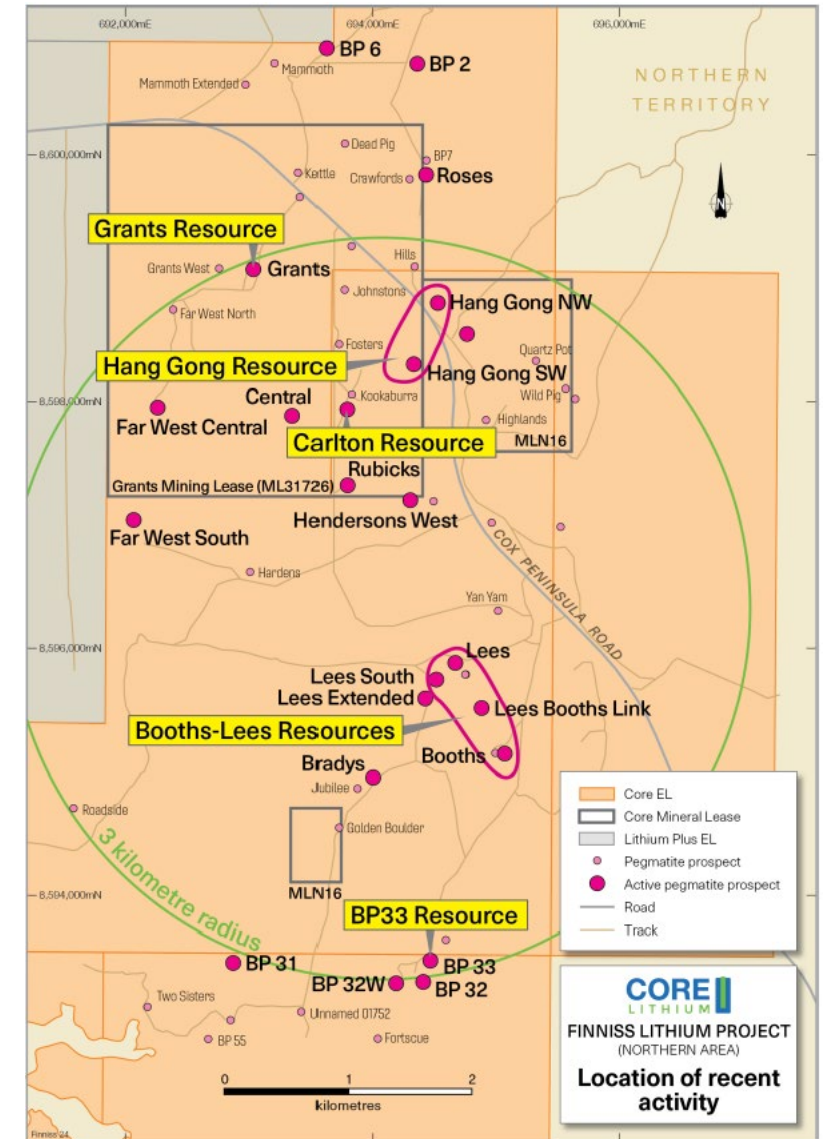 692,000mE
694,000mE
696,000mE
BP 6
BP 2
Mammoth
Mammoth Extended
NORTHERN
TERRITORY
8,600,000mN
Dead Pig
BP7
Kettle
Crawfords
Roses
N
Grants Resource
Hills
Grants West
Grants
Johnstons
Hang Gong NW
Far West North
Fosters
Quartz Pot
Hang Gong Resource
Hang Gong SW
8,598,000mN
Central
Kookaburra
Wild Pig
Far West Central
Highlands
Carlton Resource
MLN16
Rubicks
Grants Mining Lease (ML31726)
Hendersons West
Far West South
COX PENINSULA ROAD
Hardens
Yan Yam
8,596,000mN
Lees
Lees South
Lees Extended
Lees Booths Link
Booths-Lees Resources
Booths
Bradys
Jubilee
Roadside
Golden Boulder
3 kilometre radius
MLN16
8,594,000mN
BP33 Resource
BP 31
BP 33
BP 32W
BP 32
Two Sisters
Unnamed 01752
BP 55
Fortscue
0 1 2
kilometres
Finniss 24
Core EL
Core Mineral Lease
Lithium Plus EL
Pegmatite prospect
Active pegmatite prospect
Road
Track
CORE
LITHIUM
FINNISS LITHIUM PROJECT
(NORTHERN AREA)
Location of recent
activity